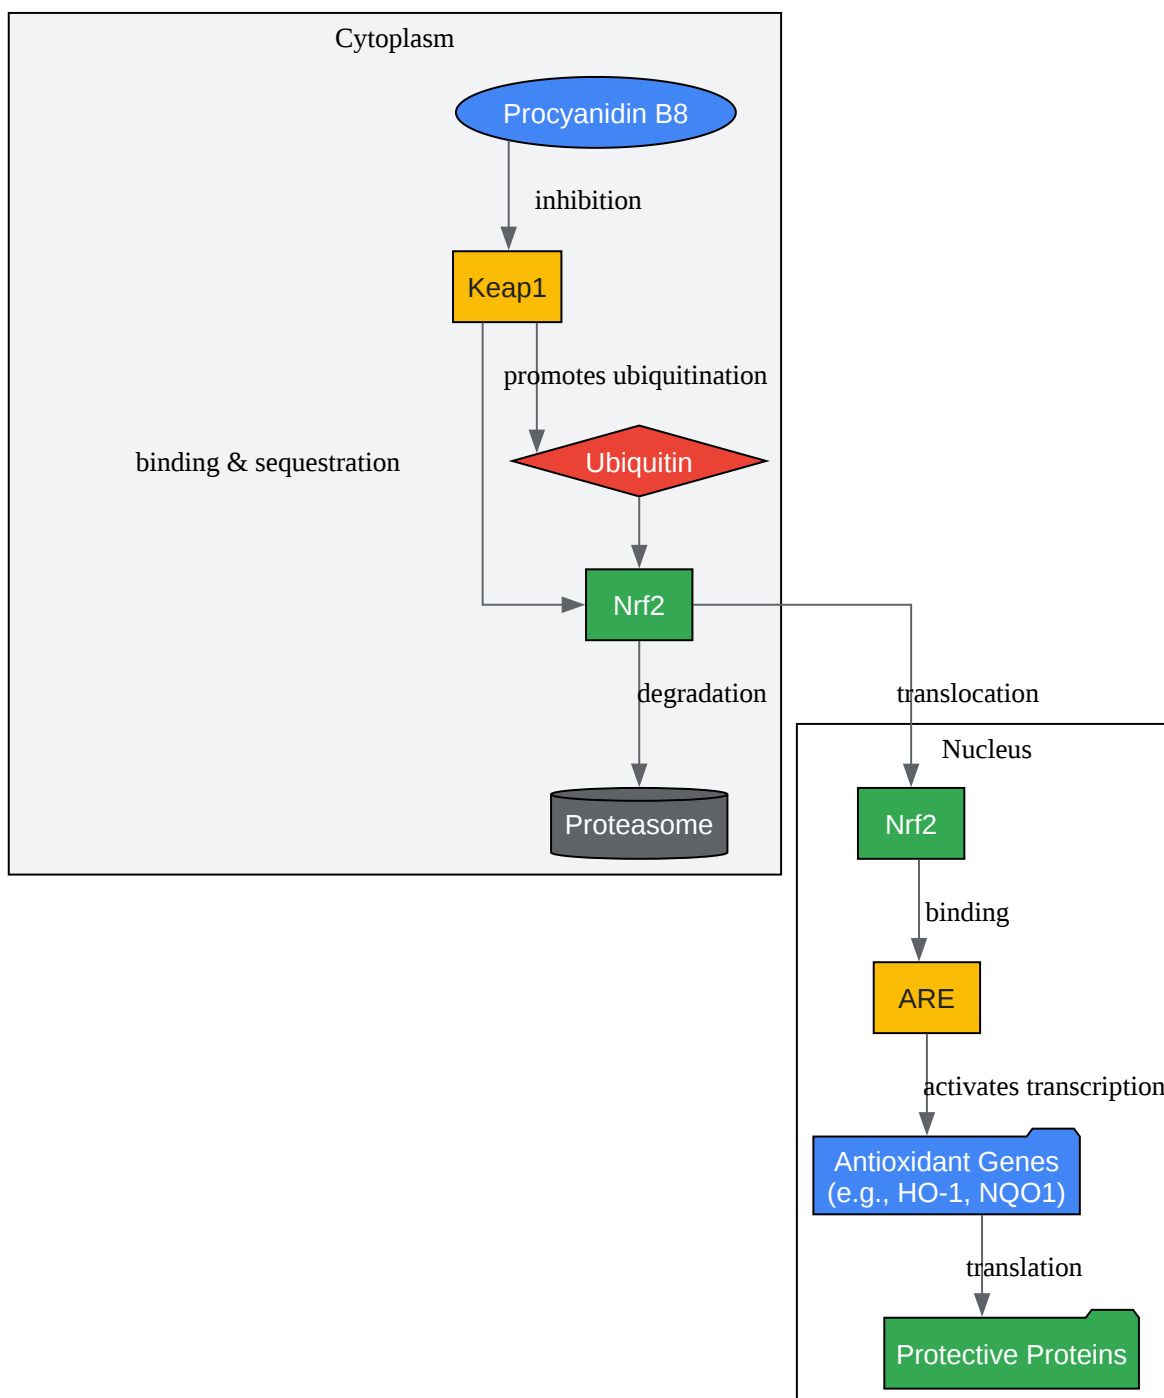 Cytoplasm
Procyanidin B8
inhibition
Keap1
promotes ubiquitination
binding & sequestration
Ubiquitin
Nrf2
degradation
translocation
Nucleus
Proteasome
Nrf2
binding
ARE
activates transcription
Antioxidant Genes
(e.g., HO-1, NQO1)
translation
Protective Proteins